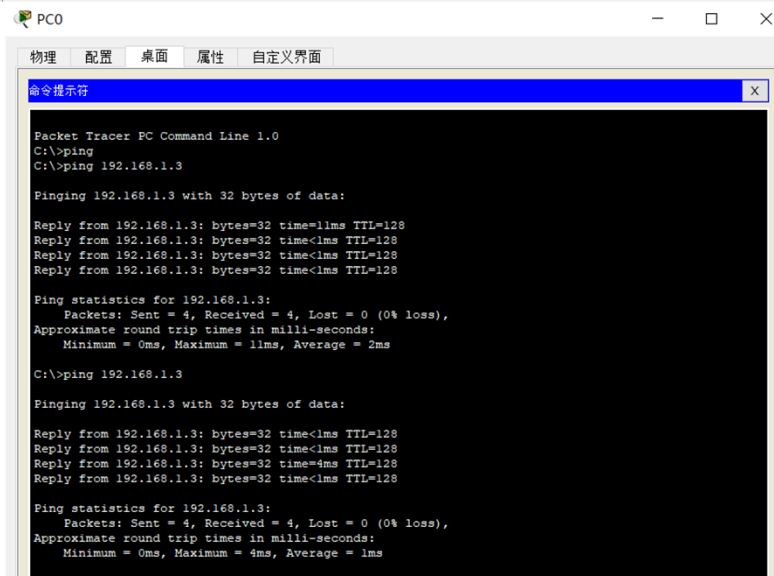 PC0
物理 配置 桌面 属性 自定义界面
命令提示符 X
Packet Tracer PC Command Line 1.0
C:\>ping
C:\>ping 192.168.1.3
Pinging 192.168.1.3 with 32 bytes of data:
Reply from 192.168.1.3: bytes=32 time=11ms TTL=128
Reply from 192.168.1.3: bytes=32 time<1ms TTL=128
Reply from 192.168.1.3: bytes=32 time<1ms TTL=128
Reply from 192.168.1.3: bytes=32 time<1ms TTL=128
Ping statistics for 192.168.1.3:
Packets: Sent = 4, Received = 4, Lost = 0 (0% loss),
Approximate round trip times in milli-seconds:
Minimum = 0ms, Maximum = 11ms, Average = 2ms
C:\>ping 192.168.1.3
Pinging 192.168.1.3 with 32 bytes of data:
Reply from 192.168.1.3: bytes=32 time<1ms TTL=128
Reply from 192.168.1.3: bytes=32 time<1ms TTL=128
Reply from 192.168.1.3: bytes=32 time=4ms TTL=128
Reply from 192.168.1.3: bytes=32 time<1ms TTL=128
Ping statistics for 192.168.1.3:
Packets: Sent = 4, Received = 4, Lost = 0 (0% loss),
Approximate round trip times in milli-seconds:
Minimum = 0ms, Maximum = 4ms, Average = 1ms